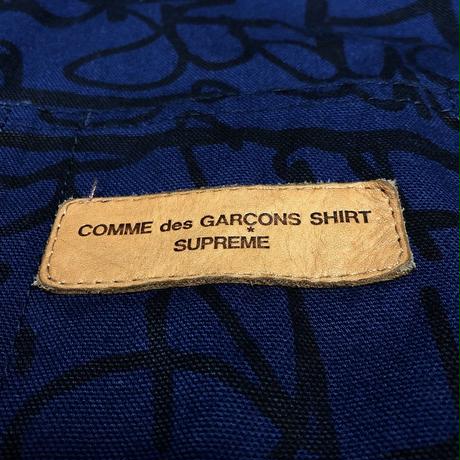 COMME des GARÇONS SHIRT
*
SUPREME